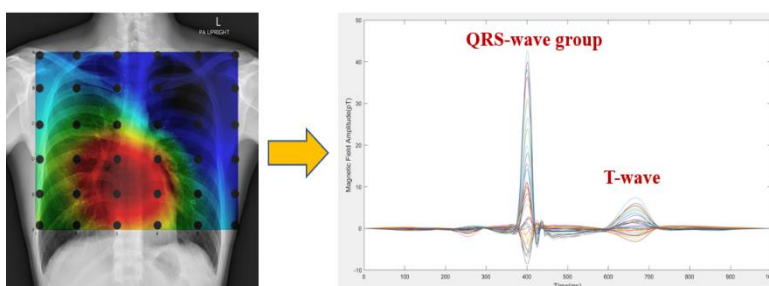 L
PA UPRIGHT
QRS-wave group
T-wave
Magnetic Field Amplitude(pT)
50
40
30
20
10
0
-10
0 100 200 300 400 500 600 700 800 900